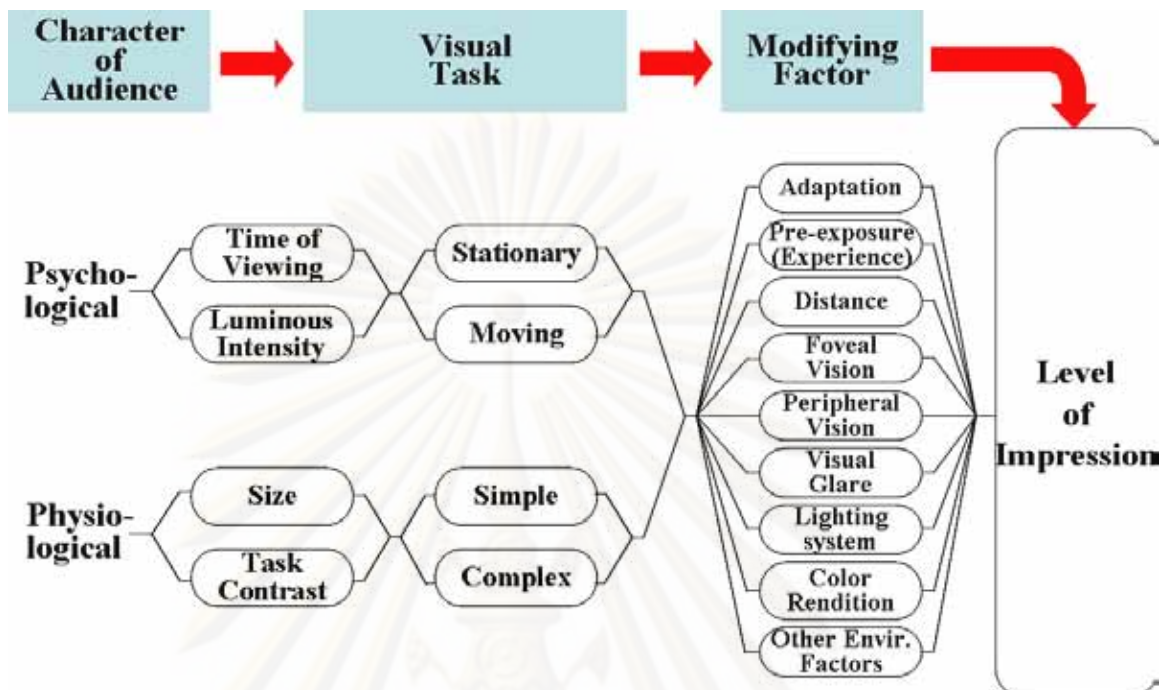 Character
of
Audience
Visual
Task
Modifying
Factor
Psycho-
logical
Time of
Viewing
Luminous
Intensity
Stationary
Moving
Physio-
logical
Size
Task
Contrast
Simple
Complex
Adaptation
Pre-exposure
(Experience)
Distance
Foveal
Vision
Peripheral
Vision
Visual
Glare
Lighting
system
Color
Rendition
Other Envir.
Factors
Level
of
Impression